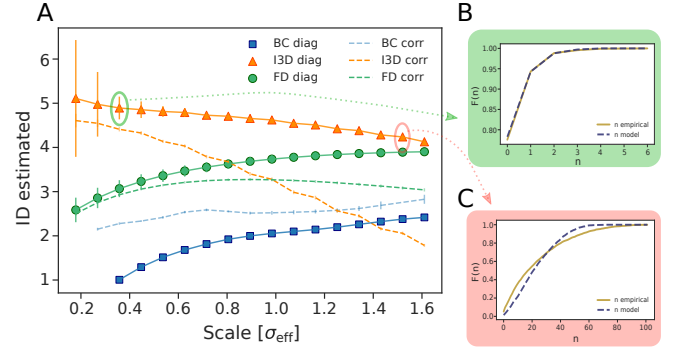 A
BC diag
I3D diag
FD diag
BC corr
I3D corr
FD corr
ID estimated
6
5
4
3
2
1
0.2 0.4 0.6 0.8 1.0 1.2 1.4 1.6
Scale [σeff]
B
F(n)
1.00
0.95
0.90
0.85
0.80
n empirical
n model
0 1 2 3 4 5 6
n
C
F(n)
1.0
0.8
0.6
0.4
0.2
0.0
n empirical
n model
0 20 40 60 80 100
n